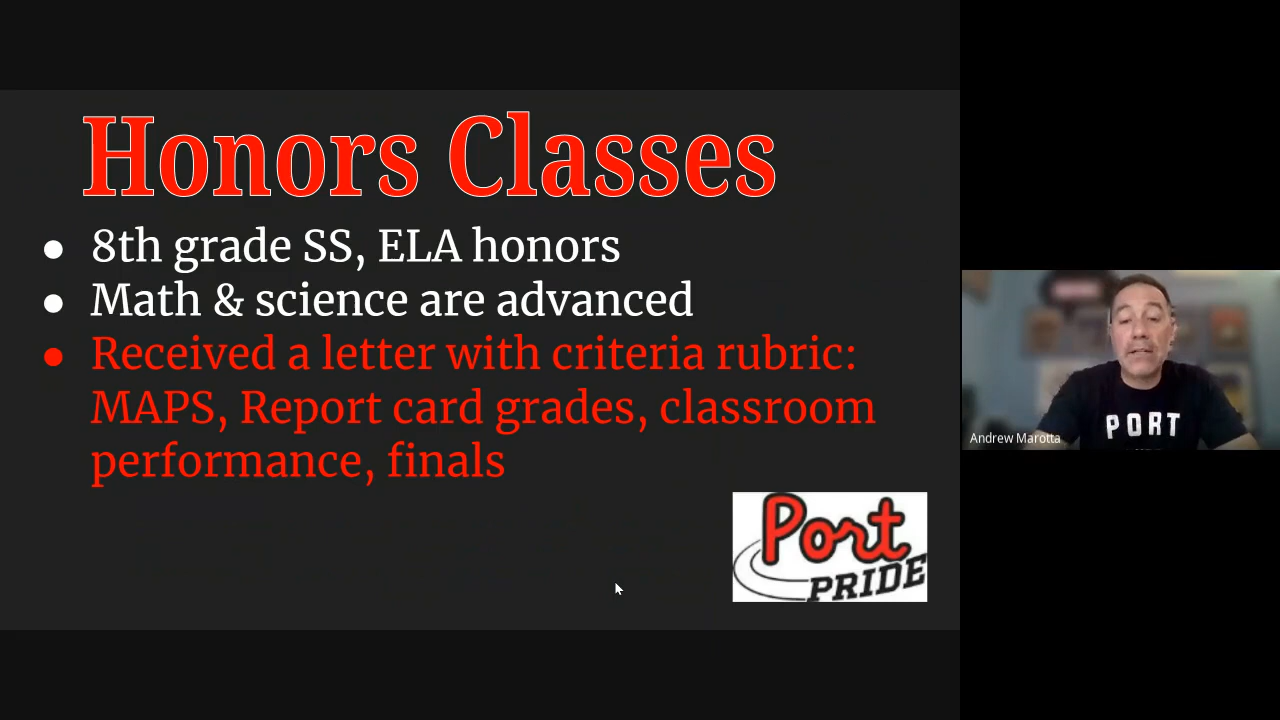 Honors Classes
● 8th grade SS, ELA honors
● Math & science are advanced
● Received a letter with criteria rubric:
MAPS, Report card grades, classroom
performance, finals
Port
PRIDE
PORT
Andrew Marotta